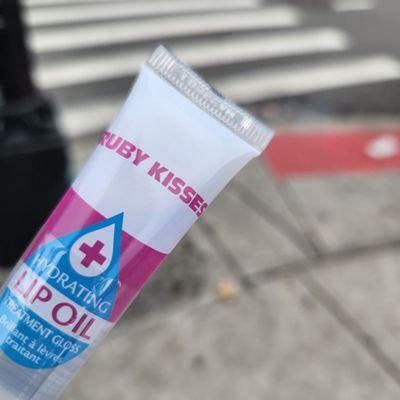 RUBY KISSES
HYDRATING
LIP OIL
TREATMENT GLOSS
Brillant à lèvres
traitant